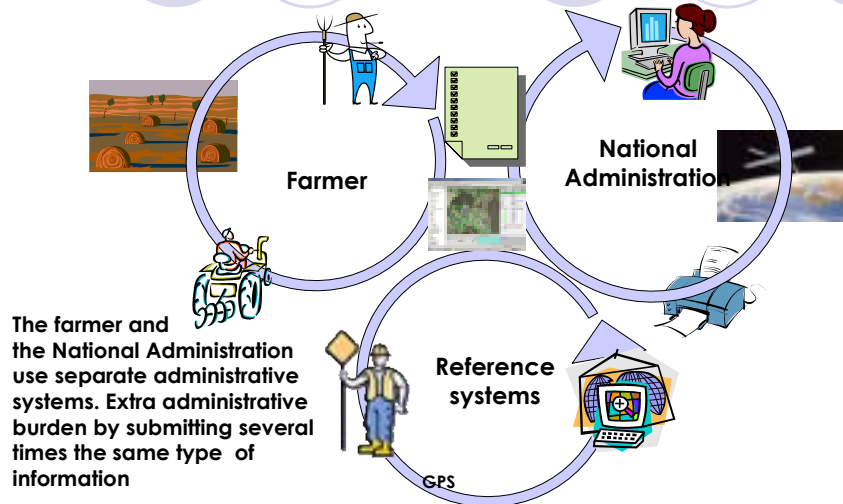 Farmer
National
Administration
The farmer and
the National Administration
use separate administrative
systems. Extra administrative
burden by submitting several
times the same type of
information
Reference
systems
GPS